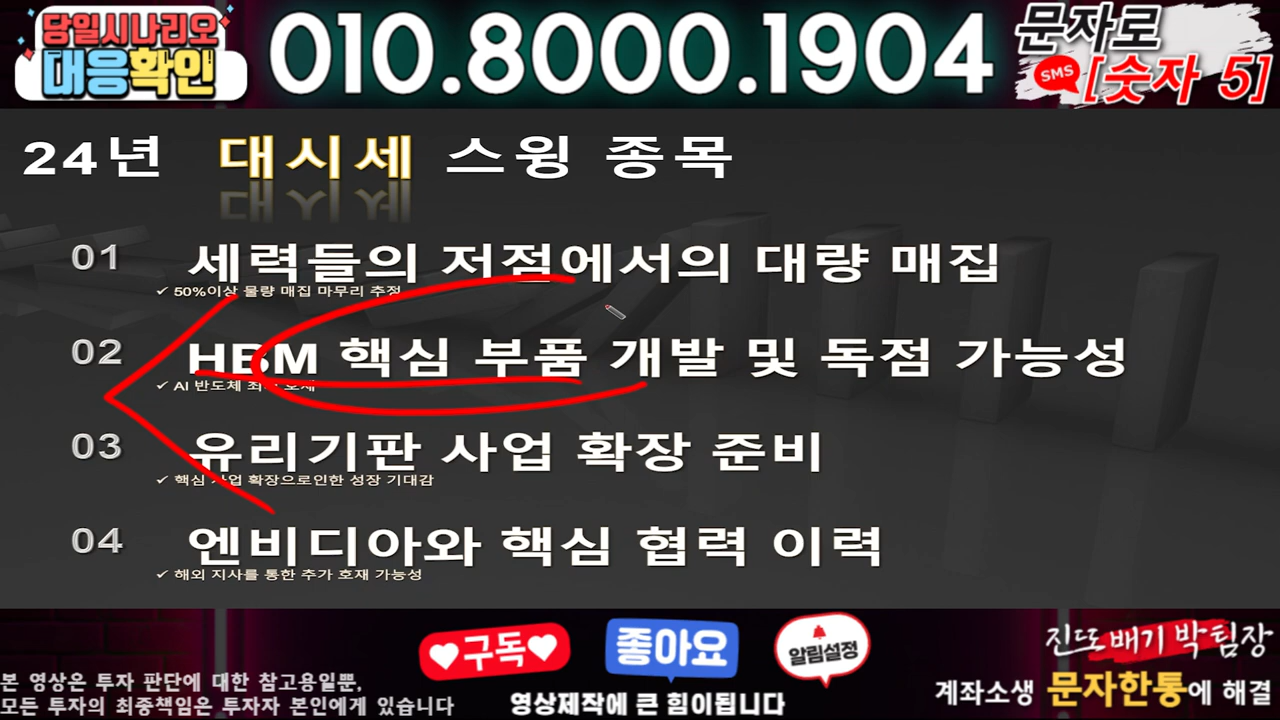 당일시나리오
대응확인
010.8000.1904
문자로
SMS
[숫자 5]
24년 대시세 스윙 종목
01 세력들의 저점에서의 대량 매집
✓ 50%이상 물량 매집 마무리 추정
02 HBM 핵심 부품 개발 및 독점 가능성
✓ AI 반도체 호재
03 유리기판 사업 확장 준비
✓ 핵심 사업 확장으로인한 성장 기대감
04 엔비디아와 핵심 협력 이력
✓ 해외 지사를 통한 추가 호재 가능성
구독
좋아요
알림설정
영상제작에 큰 힘이됩니다
본 영상은 투자 판단에 대한 참고용일뿐,
모든 투자의 최종책임은 투자자 본인에게 있습니다
진또배기 박팀장
계좌소생 문자한통에 해결